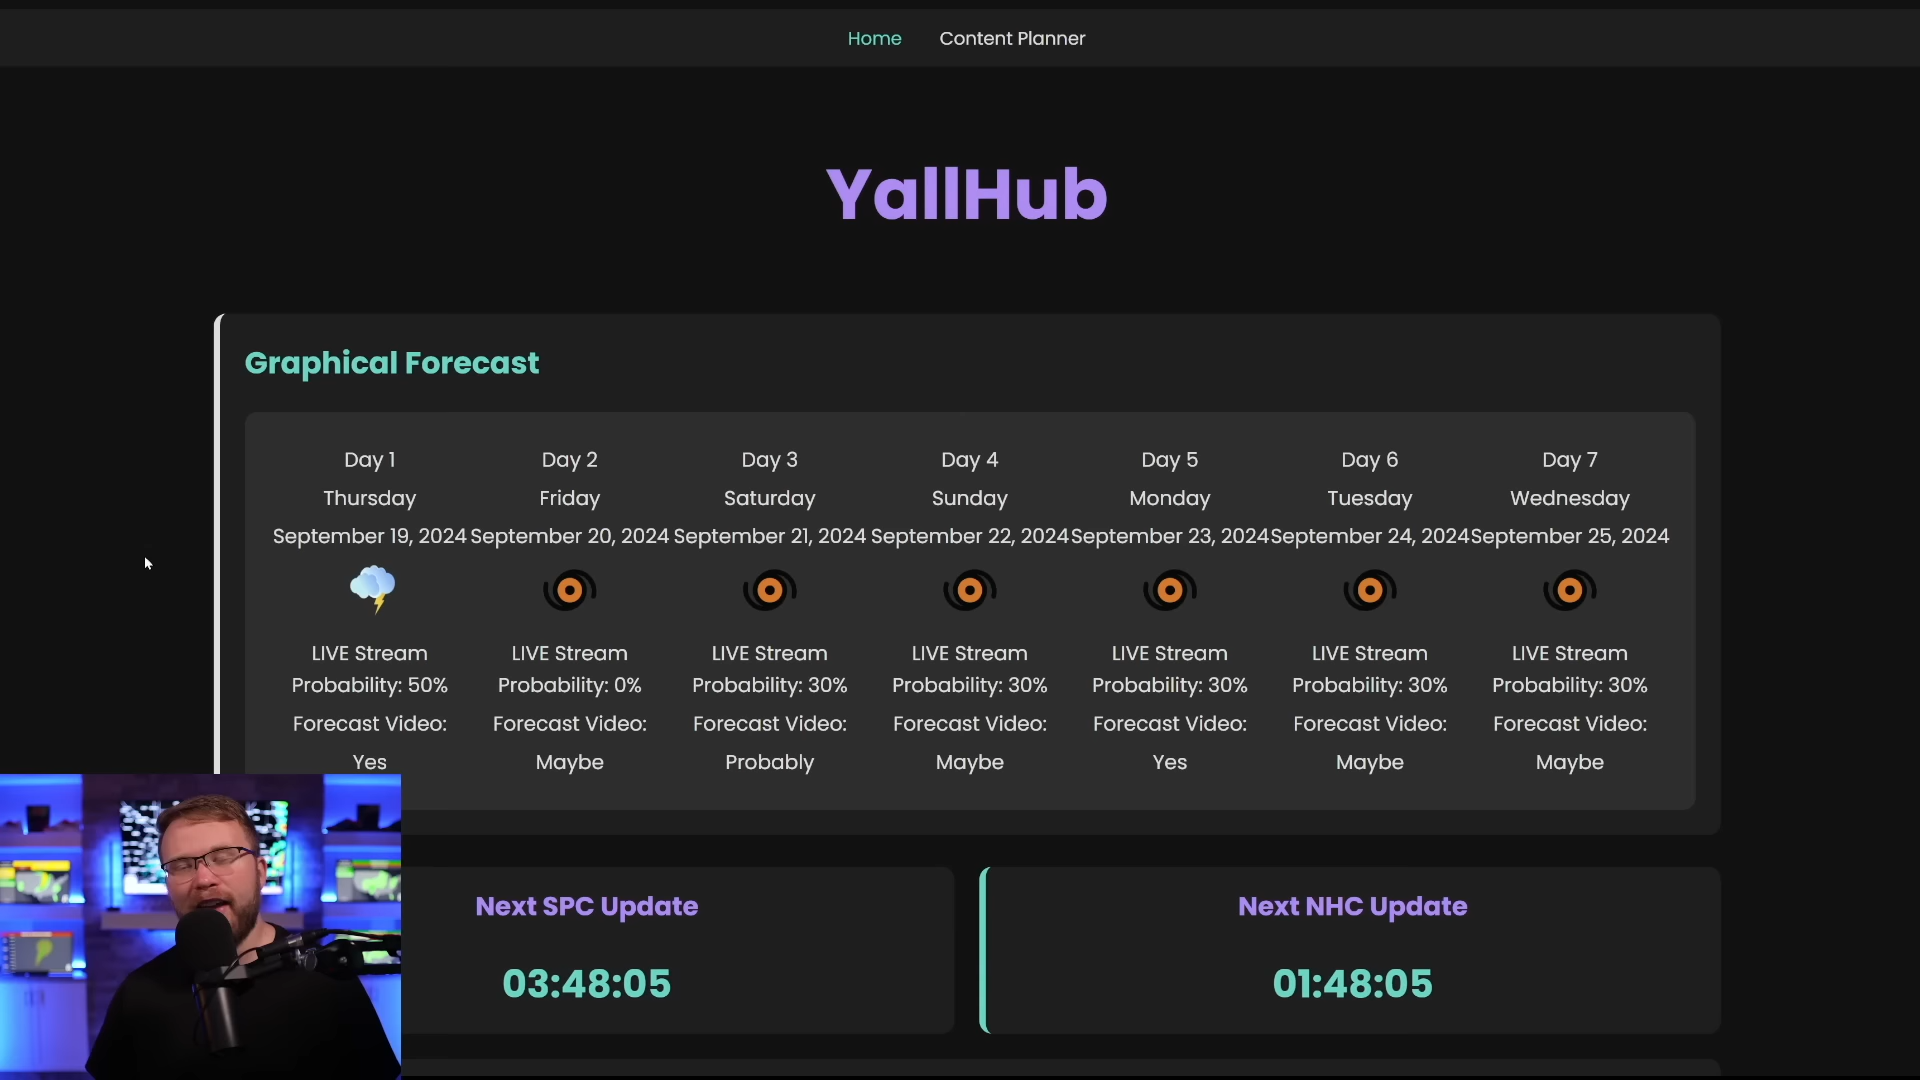 Home Content Planner
YallHub
Graphical Forecast
Day 1 Day 2 Day 3 Day 4 Day 5 Day 6 Day 7
Thursday Friday Saturday Sunday Monday Tuesday Wednesday
September 19, 2024 September 20, 2024 September 21, 2024 September 22, 2024 September 23, 2024 September 24, 2024 September 25, 2024
LIVE Stream LIVE Stream LIVE Stream LIVE Stream LIVE Stream LIVE Stream LIVE Stream
Probability: 50% Probability: 0% Probability: 30% Probability: 30% Probability: 30% Probability: 30% Probability: 30%
Forecast Video: Forecast Video: Forecast Video: Forecast Video: Forecast Video: Forecast Video: Forecast Video:
Yes Maybe Probably Maybe Yes Maybe Maybe
Next SPC Update Next NHC Update
03:48:05 01:48:05